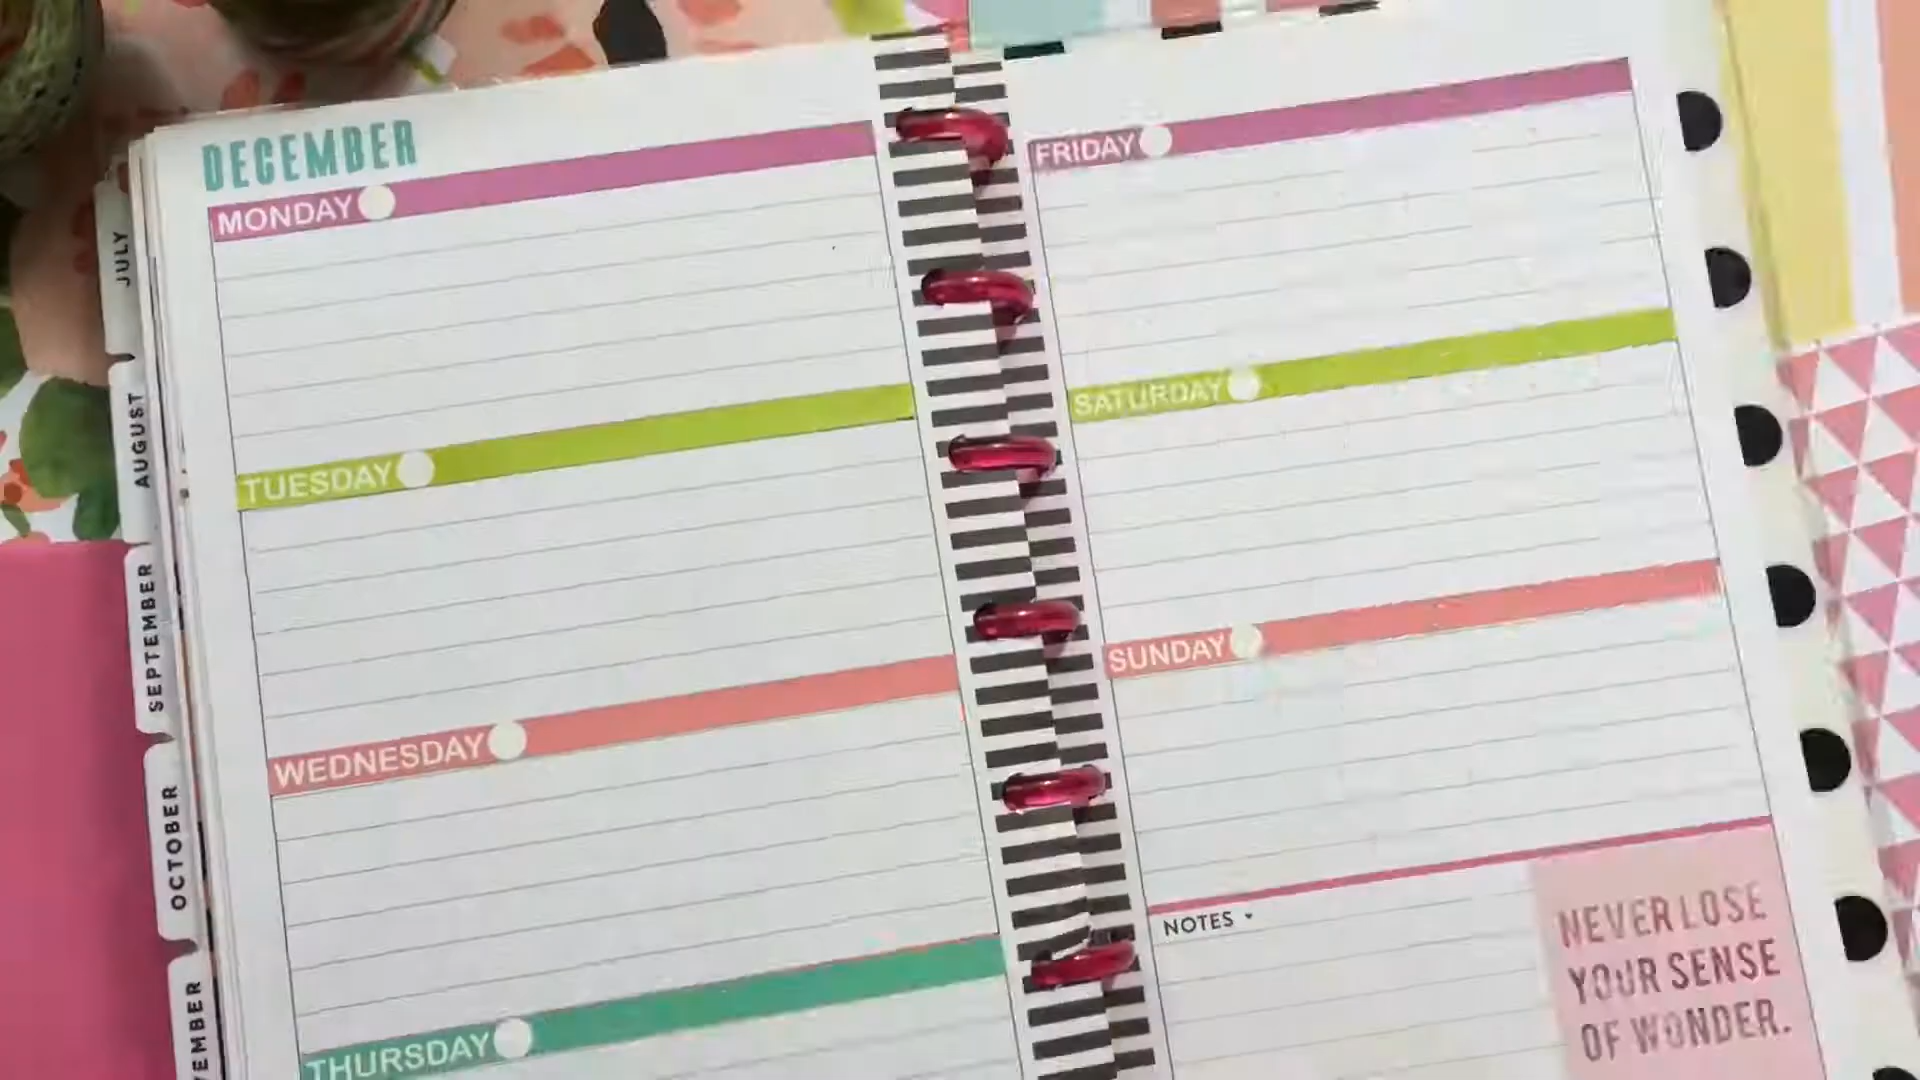 DECEMBER
MONDAY
TUESDAY
WEDNESDAY
THURSDAY
FRIDAY
SATURDAY
SUNDAY
NOTES
NEVER LOSE
YOUR SENSE
OF WONDER.
JULY
AUGUST
SEPTEMBER
OCTOBER
VEMBER